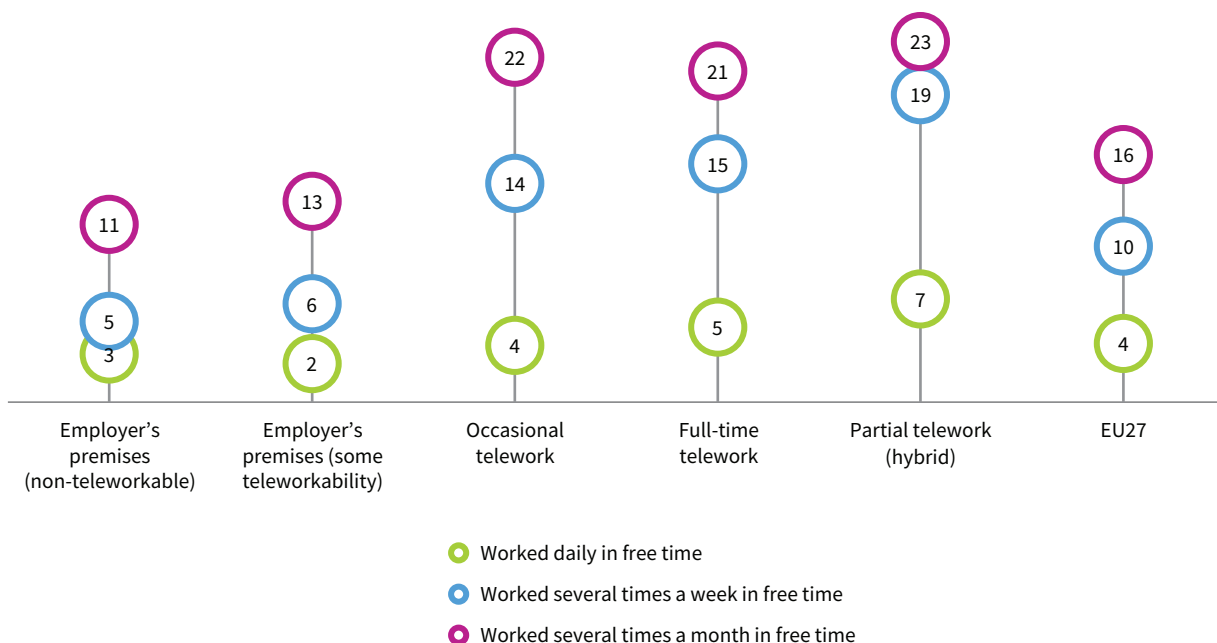 23
22
21
19
16
15
14
13
11
10
7
6
5
5
4
4
3
2
Employer’s
premises
(non-teleworkable)
Employer’s
premises (some
teleworkability)
Occasional
telework
Full-time
telework
Partial telework
(hybrid)
EU27
Worked daily in free time
Worked several times a week in free time
Worked several times a month in free time